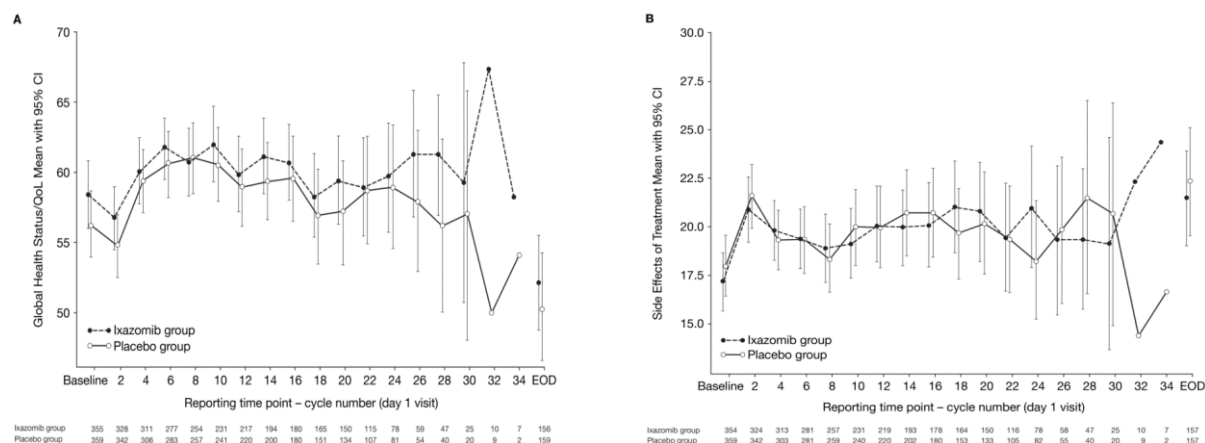 A
70
65
60
55
50
Global Health Status/QoL Mean with 95% CI
Ixazomib group
Placebo group
Baseline 2 4 6 8 10 12 14 16 18 20 22 24 26 28 30 32 34 EOD
Reporting time point – cycle number (day 1 visit)
Ixazomib group 355 328 311 277 254 231 217 194 180 165 150 115 78 59 47 25 10 7 156
Placebo group 359 342 306 283 257 241 220 200 180 151 134 107 81 54 40 20 9 2 159
B
30.0
27.5
25.0
22.5
20.0
17.5
15.0
Side Effects of Treatment Mean with 95% CI
Ixazomib group
Placebo group
Baseline 2 4 6 8 10 12 14 16 18 20 22 24 26 28 30 32 34 EOD
Reporting time point – cycle number (day 1 visit)
Ixazomib group 354 324 313 281 257 231 219 193 178 164 150 116 78 58 47 25 10 7 157
Placebo group 359 342 303 281 259 240 220 202 180 153 133 105 82 55 40 20 9 2 157